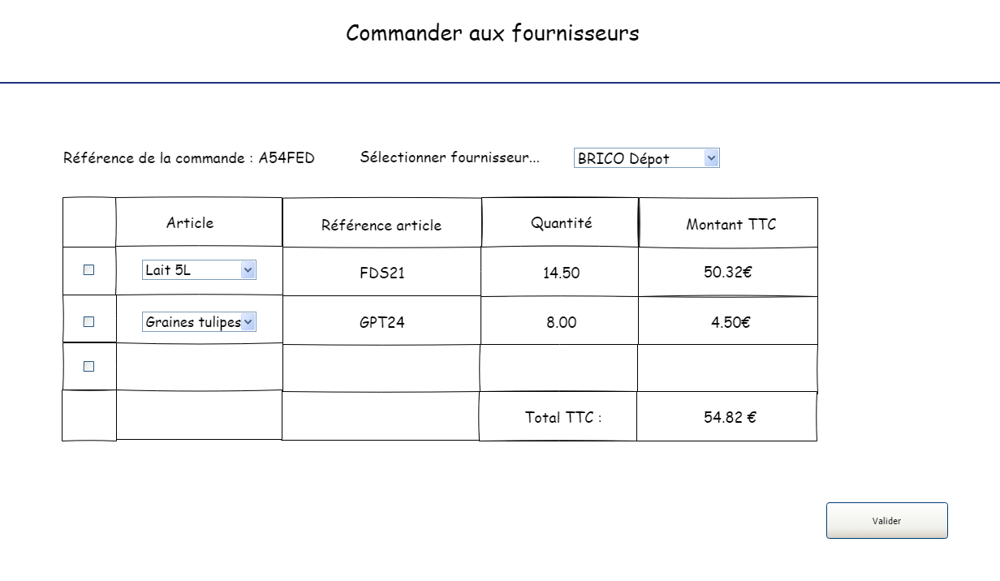 Commander aux fournisseurs
Référence de la commande : A54FED Sélectionner fournisseur... BRICO Dépot
Article Référence article Quantité Montant TTC
Lait 5L FDS21 14.50 50.32€
Graines tulipes GPT24 8.00 4.50€
Total TTC : 54.82 €
Valider